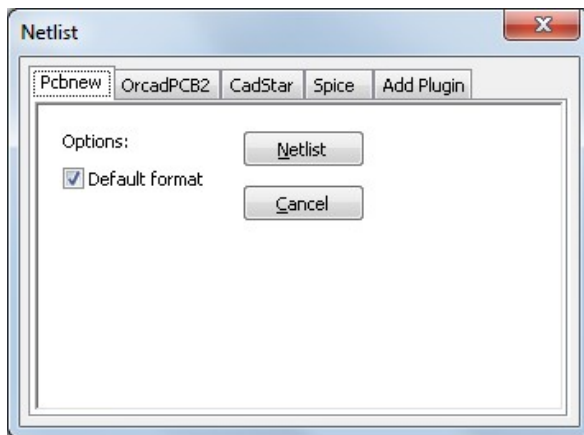 Netlist
Pcbnew OrcadPCB2 CadStar Spice Add Plugin
Options:
Netlist
Default format
Cancel